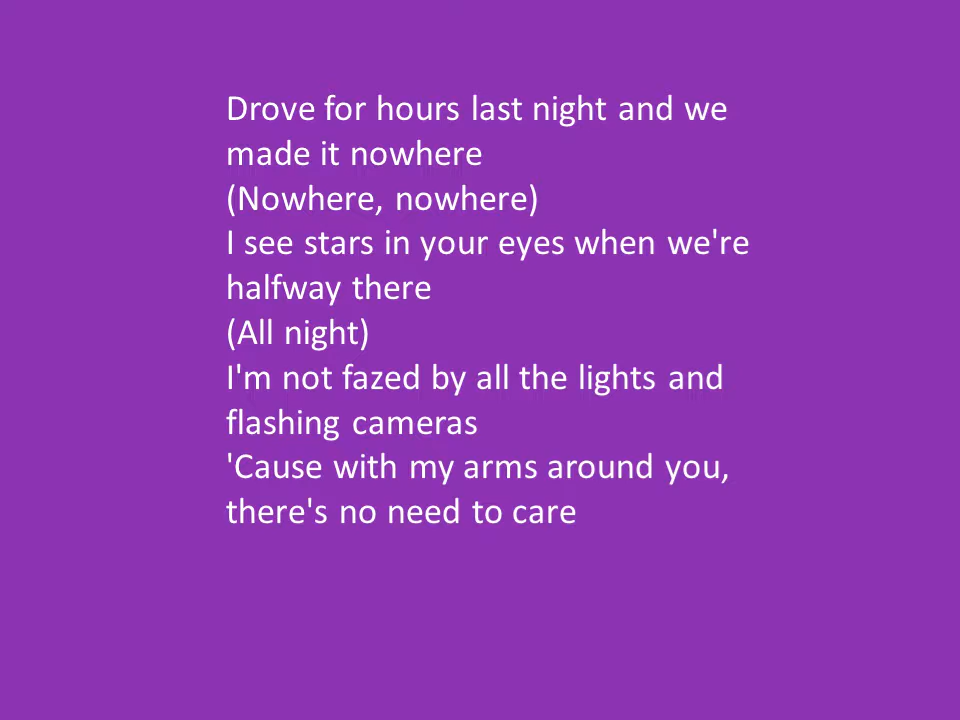 Drove for hours last night and we
made it nowhere
(Nowhere, nowhere)
I see stars in your eyes when we're
halfway there
(All night)
I'm not fazed by all the lights and
flashing cameras
'Cause with my arms around you,
there's no need to care